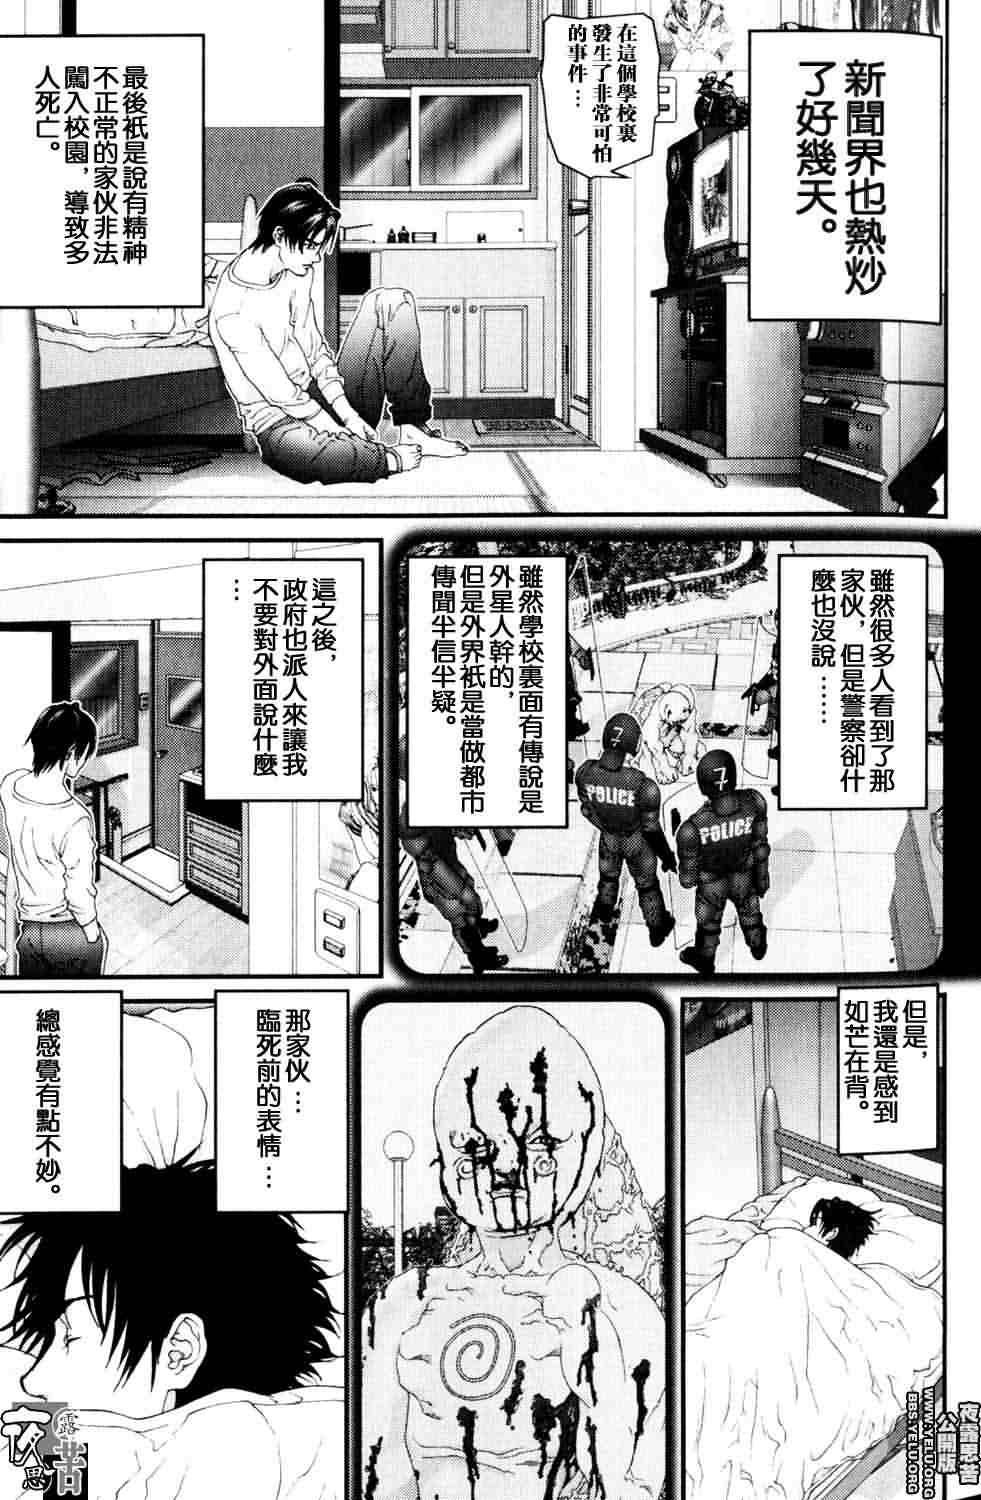 新聞界也熱炒
了好幾天。
在這個學校裏
發生了非常可怕
的事件…
最後衹是說有精神
不正常的家伙非法
闖入校園，導致多
人死亡。
雖然很多人看到了那
家伙，但是警察卻什
麼也沒說……
雖然學校裏面有傳說是
外星人幹的，
但是外界衹是當做都市
傳聞半信半疑。
7
POLICE
7
POLICE
這之後，
政府也派人來讓我
不要對外面說什麼
…
但是，
我還是感到
如芒在背。
那家伙…
臨死前的表情…
總感覺有點不妙。
夜露思苦
公開版
WWW.YELU.ORG
BBS.YELU.ORG
夜露思苦